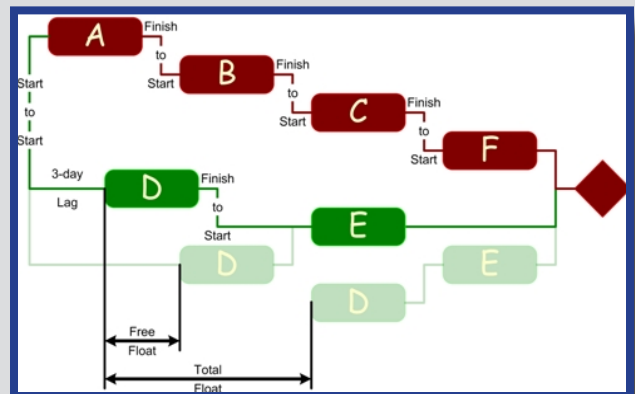 A
Finish
to
Start
B
Finish
to
Start
C
Finish
to
Start
F
Start
to
Start
3-day
Lag
D
Finish
to
Start
E
D
E
D
Free
Float
Total
Float